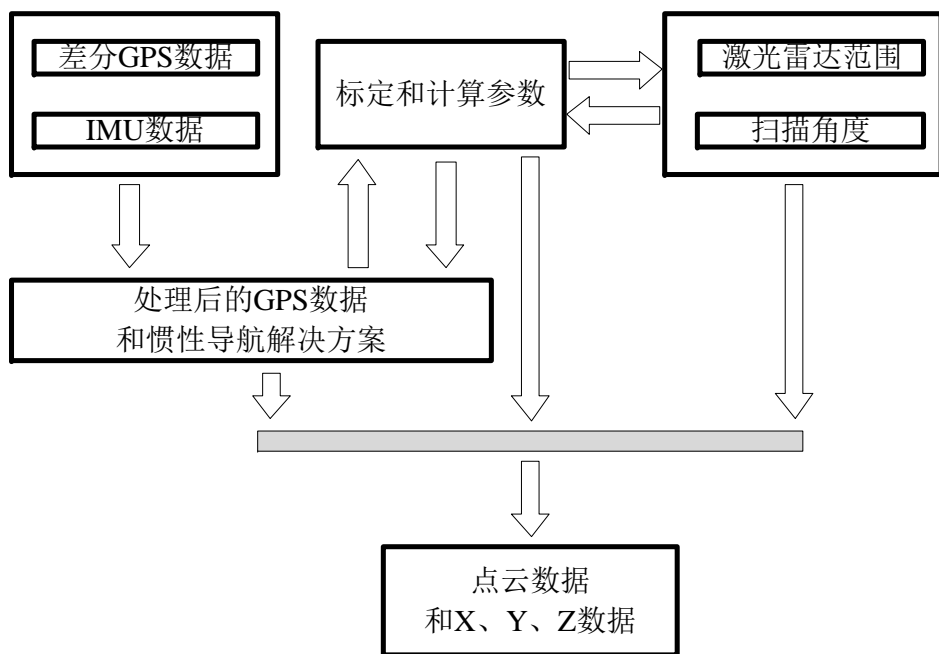 差分GPS数据
IMU数据
标定和计算参数
激光雷达范围
扫描角度
处理后的GPS数据
和惯性导航解决方案
点云数据
和X、Y、Z数据